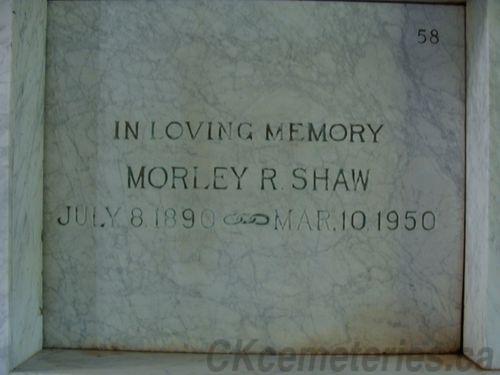 58
IN LOVING MEMORY
MORLEY R. SHAW
JULY 8, 1890 MAR. 10, 1950
CKcemeteries.ca